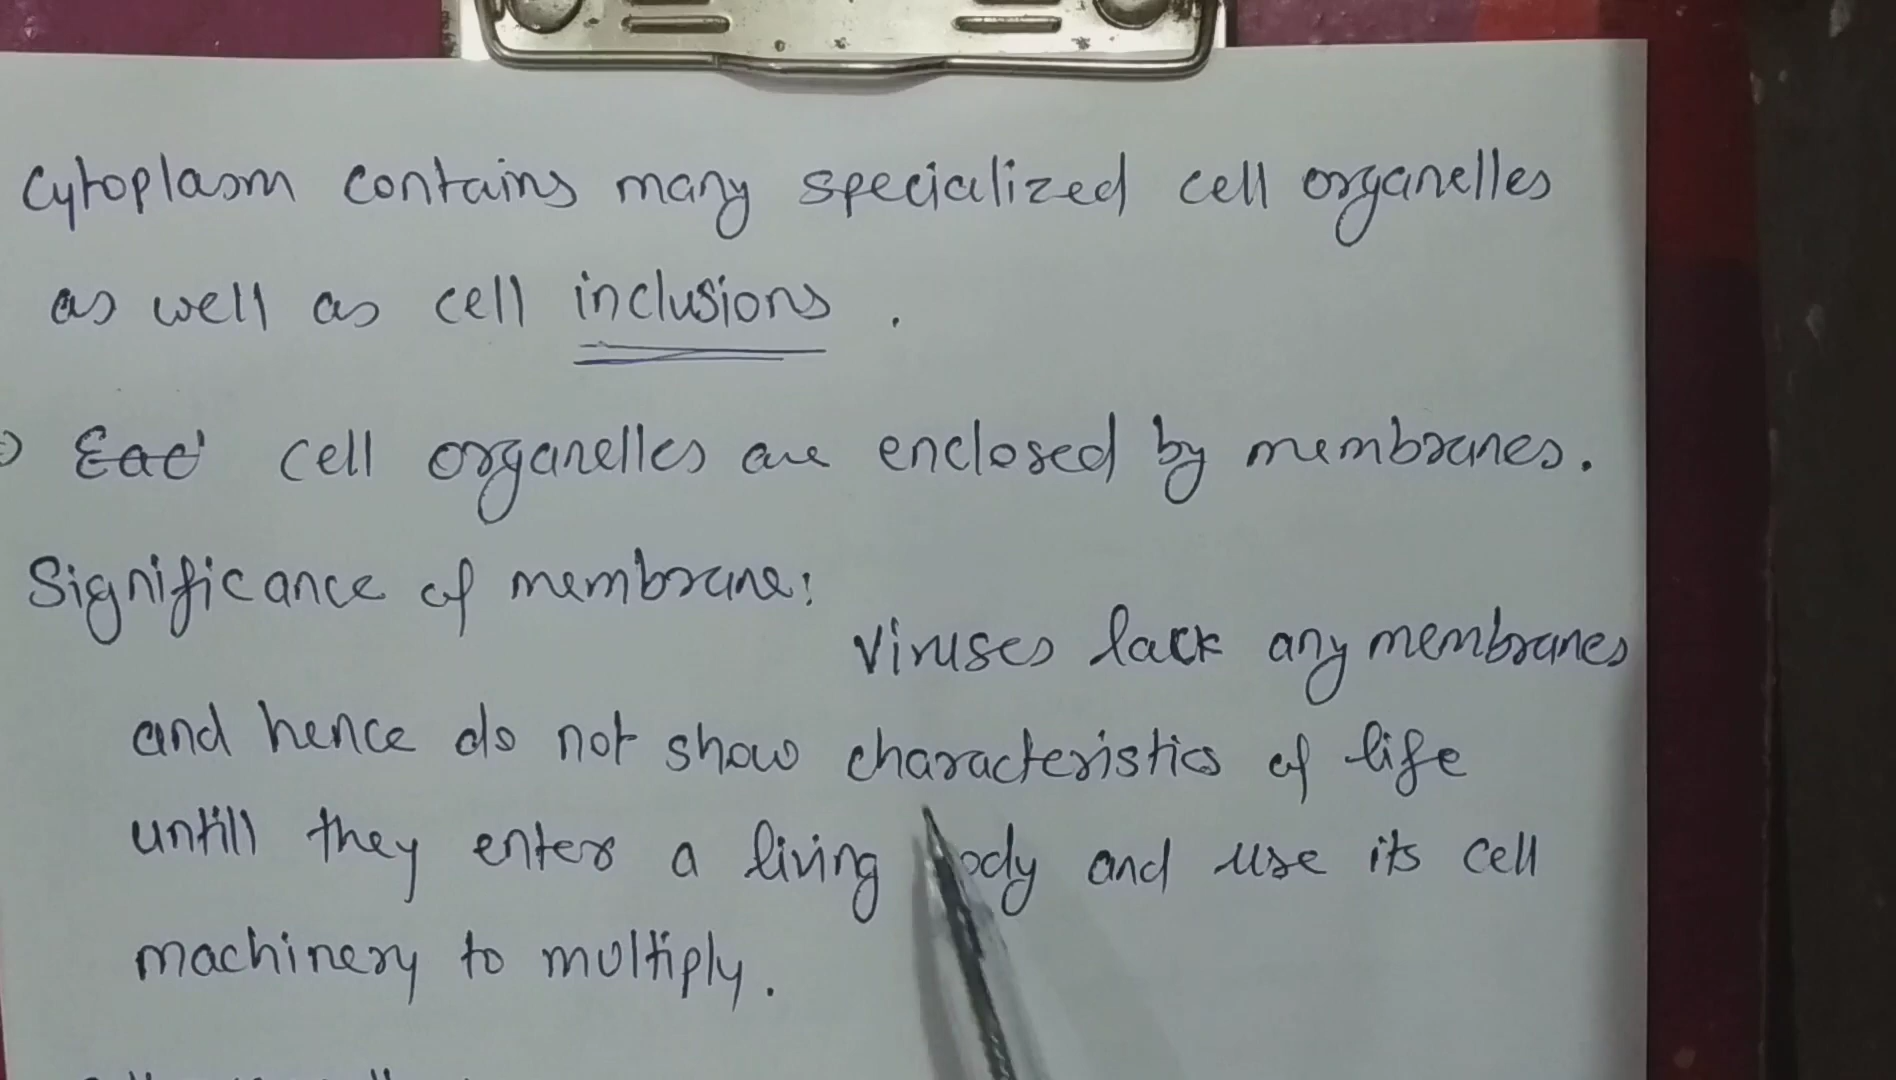 Cytoplasm contains many specialized cell organelles
as well as cell inclusions.
cell organelles are enclosed by membranes.
Significance of membrane:
Viruses lack any membranes
and hence do not show characteristics of life
untill they enter a living body and use its cell
machinery to multiply.